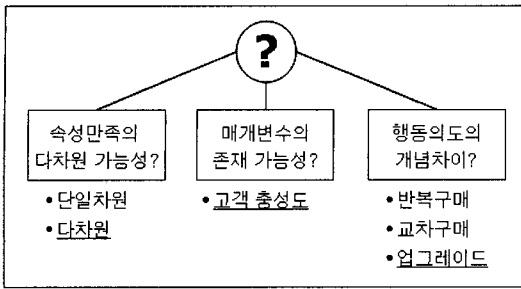 ?
속성만족의
다차원 가능성?
• 단일차원
• 다차원
매개변수의
존재 가능성?
• 고객 충성도
행동의도의
개념차이?
• 반복구매
• 교차구매
• 업그레이드